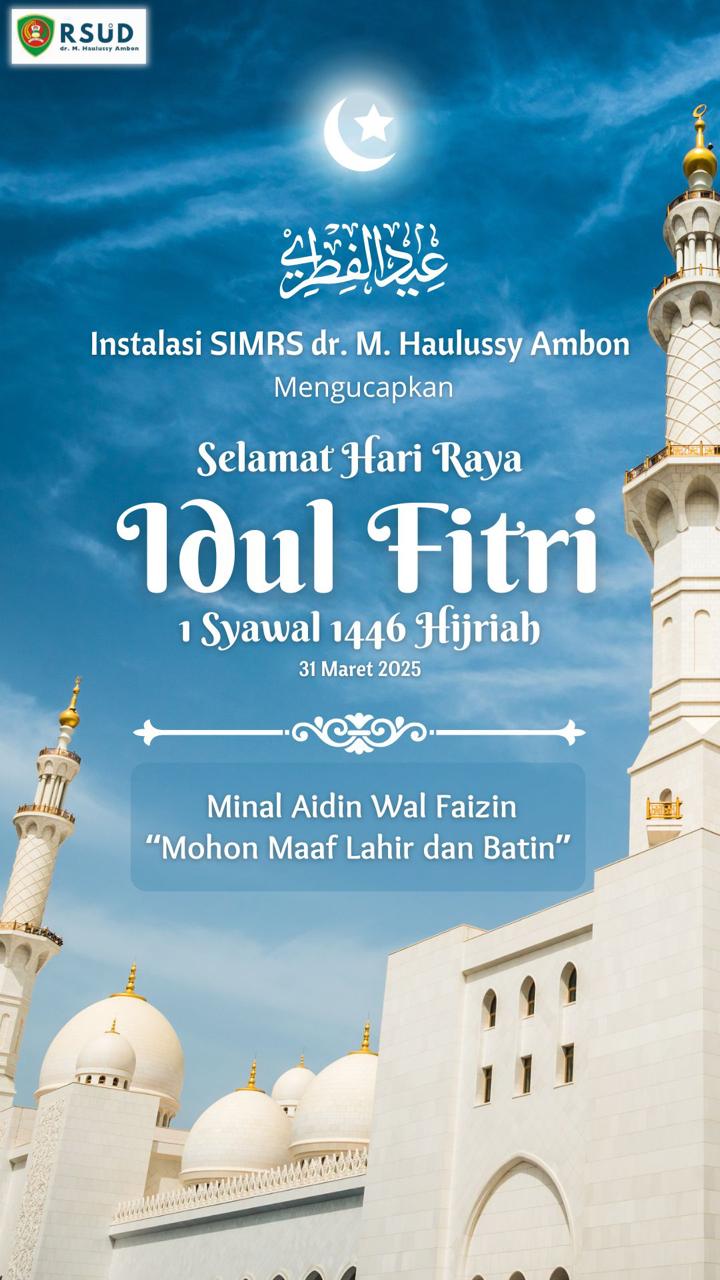 RSUD
dr. M. Haulussy Ambon
عيد الفطر
Instalasi SIMRS dr. M. Haulussy Ambon
Mengucapkan
Selamat Hari Raya
Idul Fitri
1 Syawal 1446 Hijriah
31 Maret 2025
Minal Aidin Wal Faizin
“Mohon Maaf Lahir dan Batin”